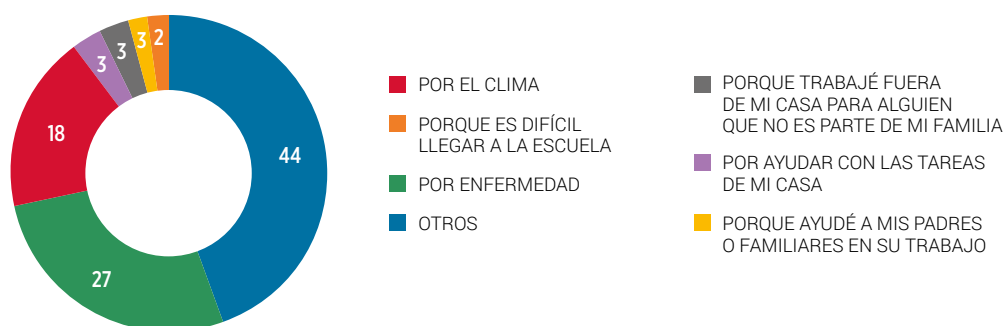 3
3
3
2
18
44
27
POR EL CLIMA
PORQUE ES DIFÍCIL
LLEGAR A LA ESCUELA
POR ENFERMEDAD
OTROS
PORQUE TRABAJÉ FUERA
DE MI CASA PARA ALGUIEN
QUE NO ES PARTE DE MI FAMILIA
POR AYUDAR CON LAS TAREAS
DE MI CASA
PORQUE AYUDÉ A MIS PADRES
O FAMILIARES EN SU TRABAJO